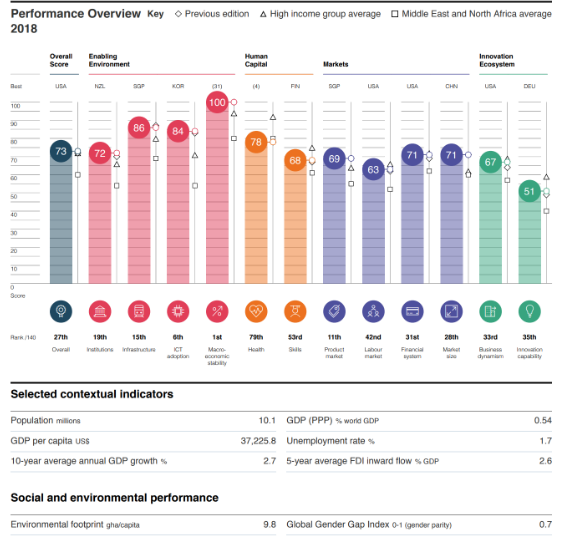 Performance Overview Key ◇ Previous edition △ High income group average □ Middle East and North Africa average
2018
Overall Score
Enabling Environment
Human Capital
Markets
Innovation Ecosystem
Best USA NZL SGP KOR (31) (4) FIN SGP USA USA CHN USA DEU
100
90
80
70
60
50
40
30
20
10
0
Score
73 72 86 84 100 78 68 69 63 71 71 67 51
Rank /140 27th 19th 15th 6th 1st 79th 53rd 11th 42nd 31st 28th 33rd 35th
Overall
Institutions
Infrastructure
ICT adoption
Macro-economic stability
Health
Skills
Product market
Labour market
Financial system
Market size
Business dynamism
Innovation capability
Selected contextual indicators
Population millions 10.1 GDP (PPP) % world GDP 0.54
GDP per capita US$ 37,225.8 Unemployment rate % 1.7
10-year average annual GDP growth % 2.7 5-year average FDI inward flow % GDP 2.6
Social and environmental performance
Environmental footprint gha/capita 9.8 Global Gender Gap Index 0-1 (gender parity) 0.7